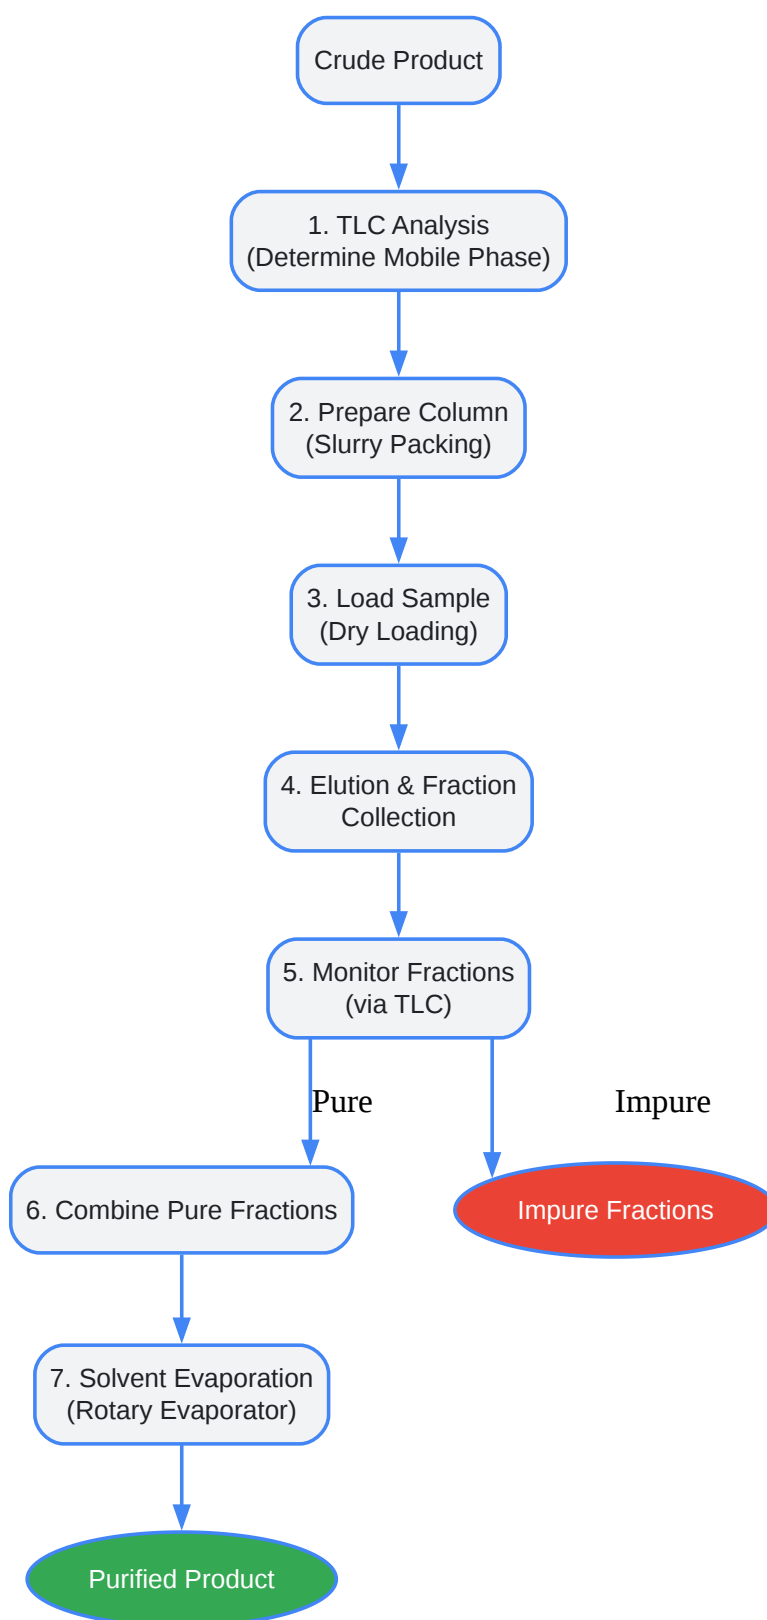 Crude Product
1. TLC Analysis
(Determine Mobile Phase)
2. Prepare Column
(Slurry Packing)
3. Load Sample
(Dry Loading)
4. Elution & Fraction
Collection
5. Monitor Fractions
(via TLC)
Pure
Impure
6. Combine Pure Fractions
Impure Fractions
7. Solvent Evaporation
(Rotary Evaporator)
Purified Product